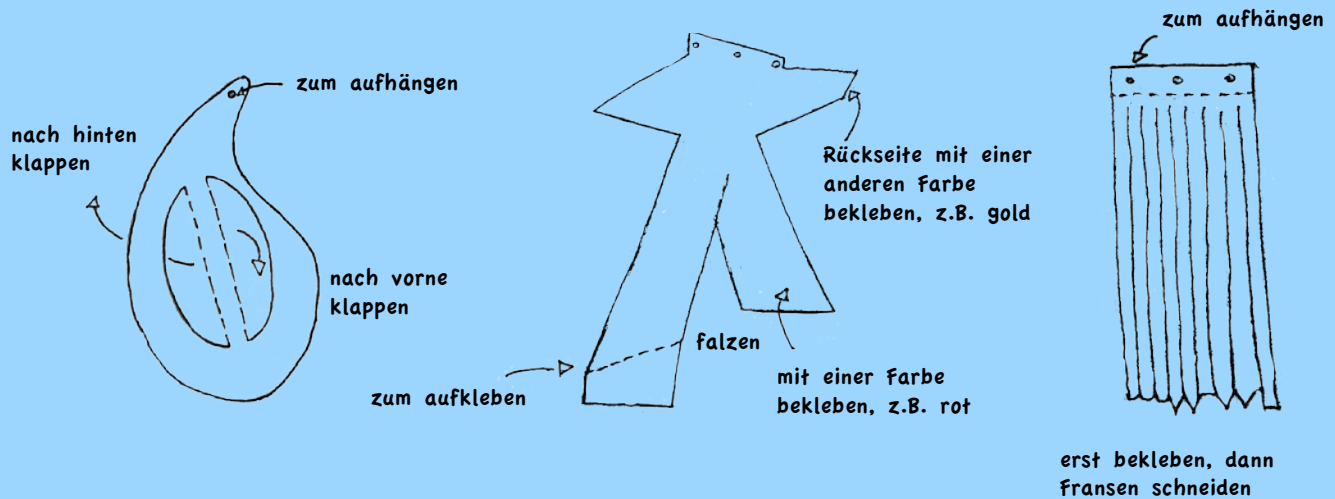 zum aufhängen
nach hinten
klappen
nach vorne
klappen
Rückseite mit einer
anderen Farbe
bekleben, z.B. gold
falzen
zum aufkleben
mit einer Farbe
bekleben, z.B. rot
zum aufhängen
erst bekleben, dann
Fransen schneiden